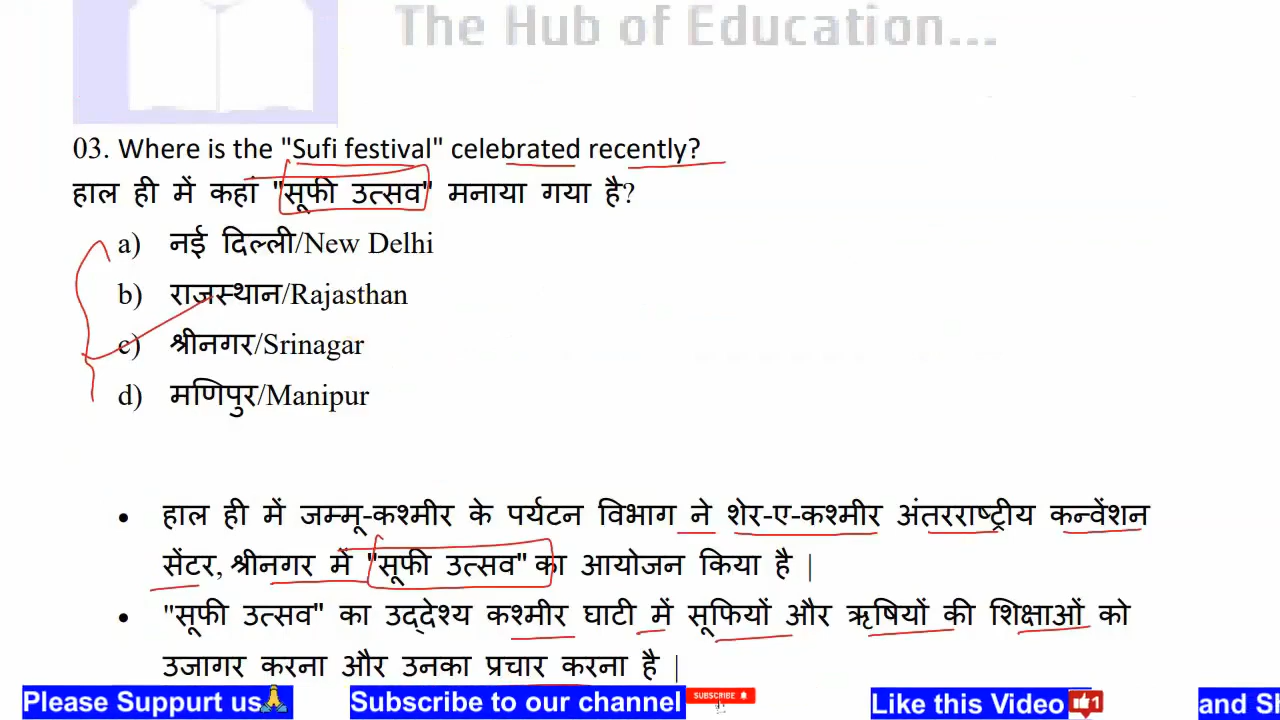 The Hub of Education...
03. Where is the "Sufi festival" celebrated recently?
हाल ही में कहां "सूफी उत्सव" मनाया गया है?
a) नई दिल्ली/New Delhi
b) राजस्थान/Rajasthan
c) श्रीनगर/Srinagar
d) मणिपुर/Manipur
• हाल ही में जम्मू-कश्मीर के पर्यटन विभाग ने शेर-ए-कश्मीर अंतरराष्ट्रीय कन्वेंशन
सेंटर, श्रीनगर में "सूफी उत्सव" का आयोजन किया है |
• "सूफी उत्सव" का उद्देश्य कश्मीर घाटी में सूफियों और ऋषियों की शिक्षाओं को
उजागर करना और उनका प्रचार करना है |
Please Suppurt us🙏 Subscribe to our channel SUBSCRIBE Like this Video 1 and Sh